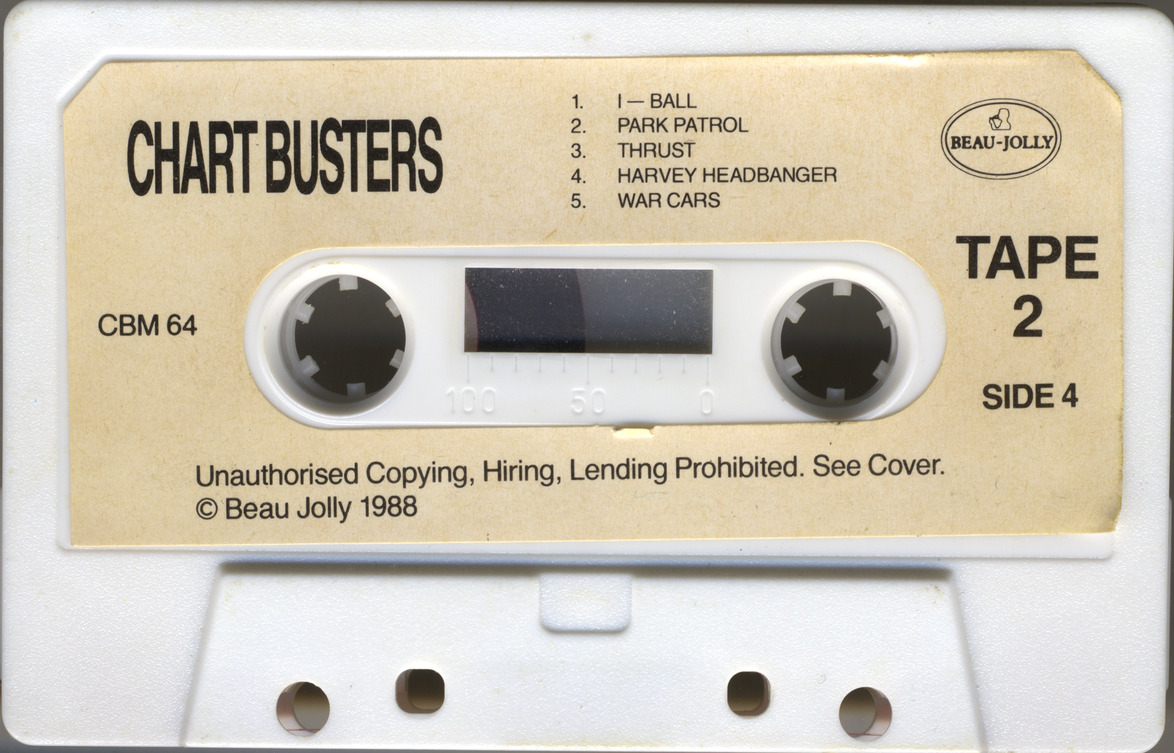 CHART BUSTERS
1. I — BALL
2. PARK PATROL
3. THRUST
4. HARVEY HEADBANGER
5. WAR CARS
BEAU-JOLLY
TAPE
2
SIDE 4
CBM 64
100 50 0
Unauthorised Copying, Hiring, Lending Prohibited. See Cover.
© Beau Jolly 1988